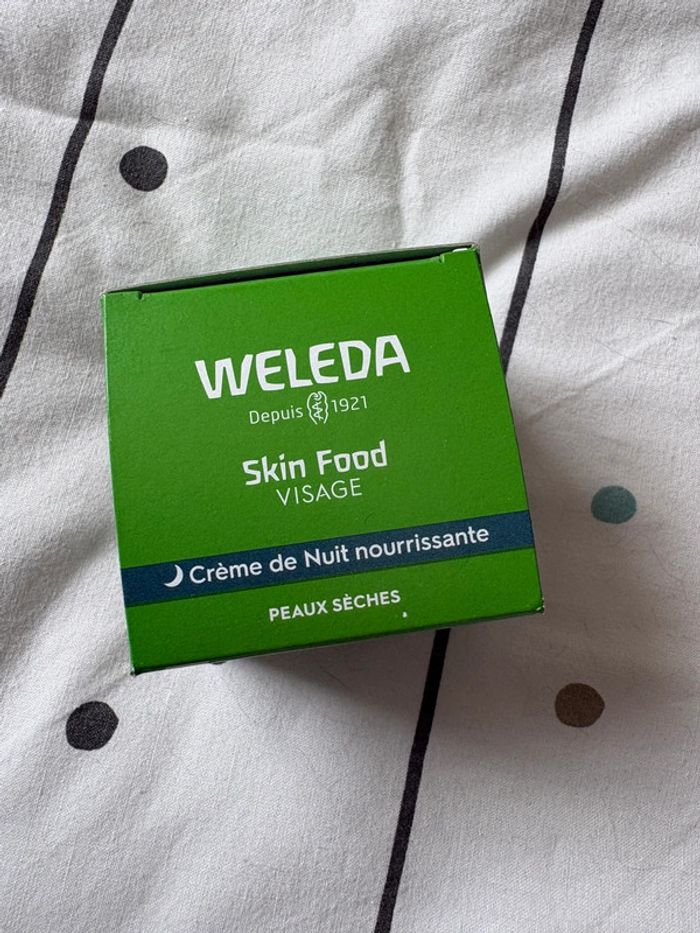 WELEDA
Depuis 1921
Skin Food
VISAGE
Crème de Nuit nourrissante
PEAUX SÈCHES